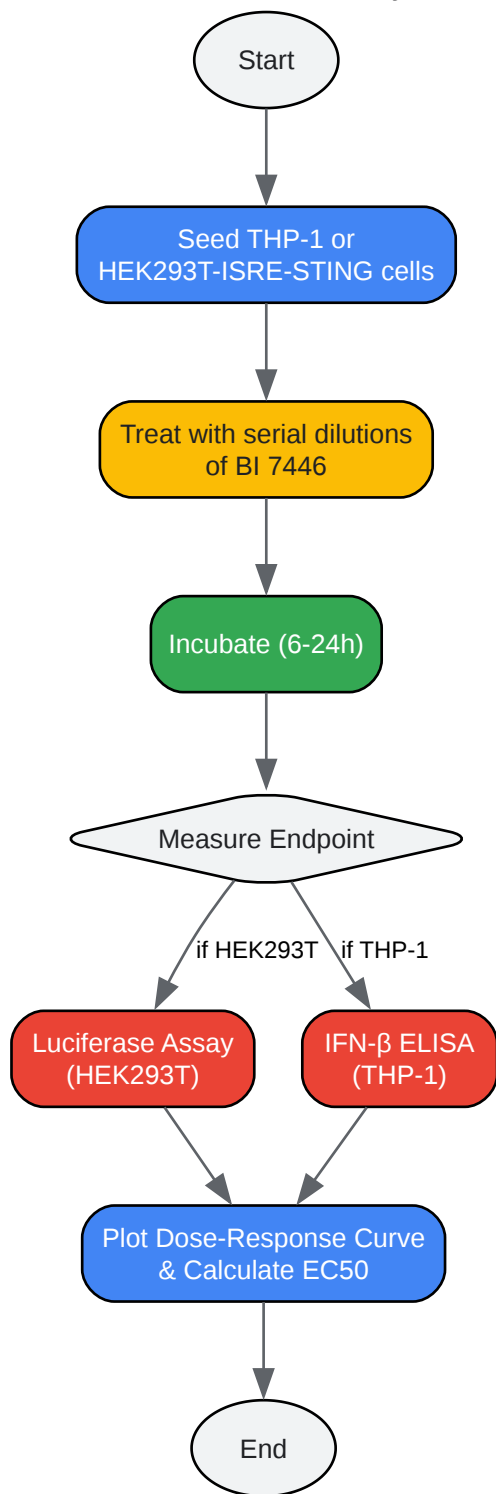 Start
Seed THP-1 or
HEK293T-ISRE-STING cells
Treat with serial dilutions
of BI 7446
Incubate (6-24h)
Measure Endpoint
if HEK293T
if THP-1
Luciferase Assay
(HEK293T)
IFN-β ELISA
(THP-1)
Plot Dose-Response Curve
& Calculate EC50
End